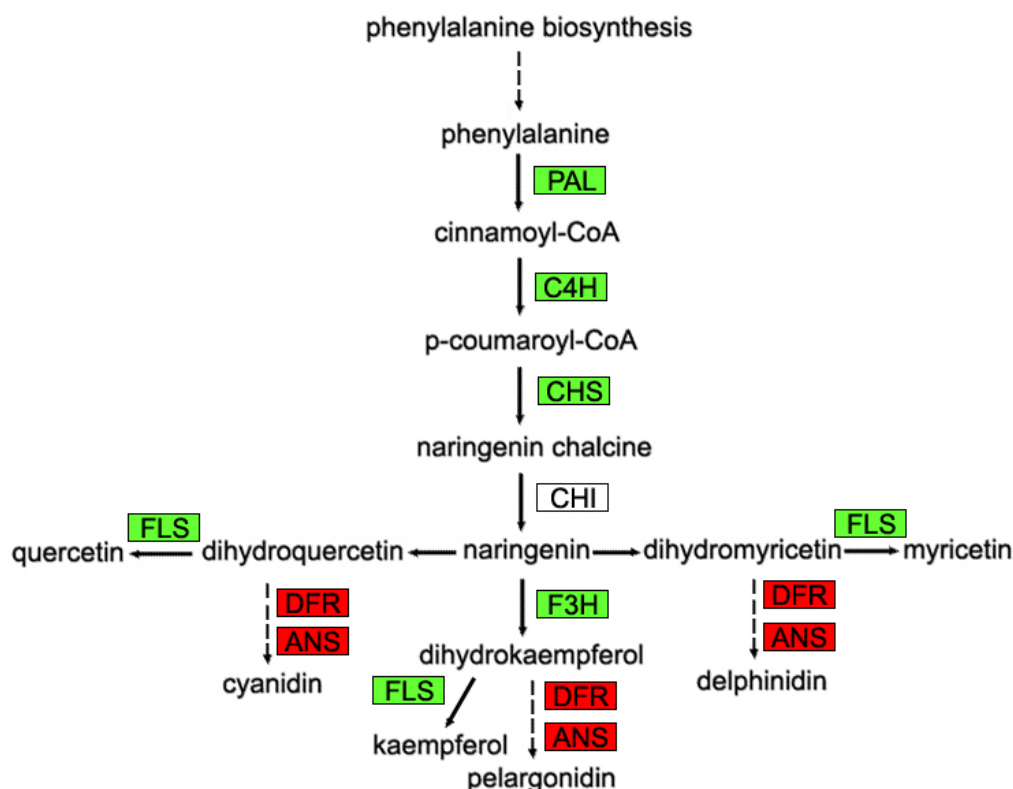 phenylalanine biosynthesis
phenylalanine
PAL
cinnamoyl-CoA
C4H
p-coumaroyl-CoA
CHS
naringenin chalcine
CHI
FLS
FLS
quercetin dihydroquercetin naringenin dihydromyricetin myricetin
DFR
ANS
cyanidin
F3H
dihydrokaempferol
FLS
kaempferol
DFR
ANS
pelargonidin
DFR
ANS
delphinidin